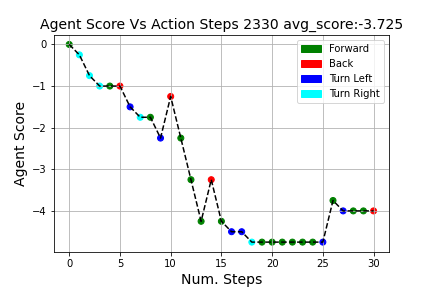 Agent Score Vs Action Steps 2330 avg_score:-3.725
Agent Score
0
−1
−2
−3
−4
Forward
Back
Turn Left
Turn Right
0 5 10 15 20 25 30
Num. Steps